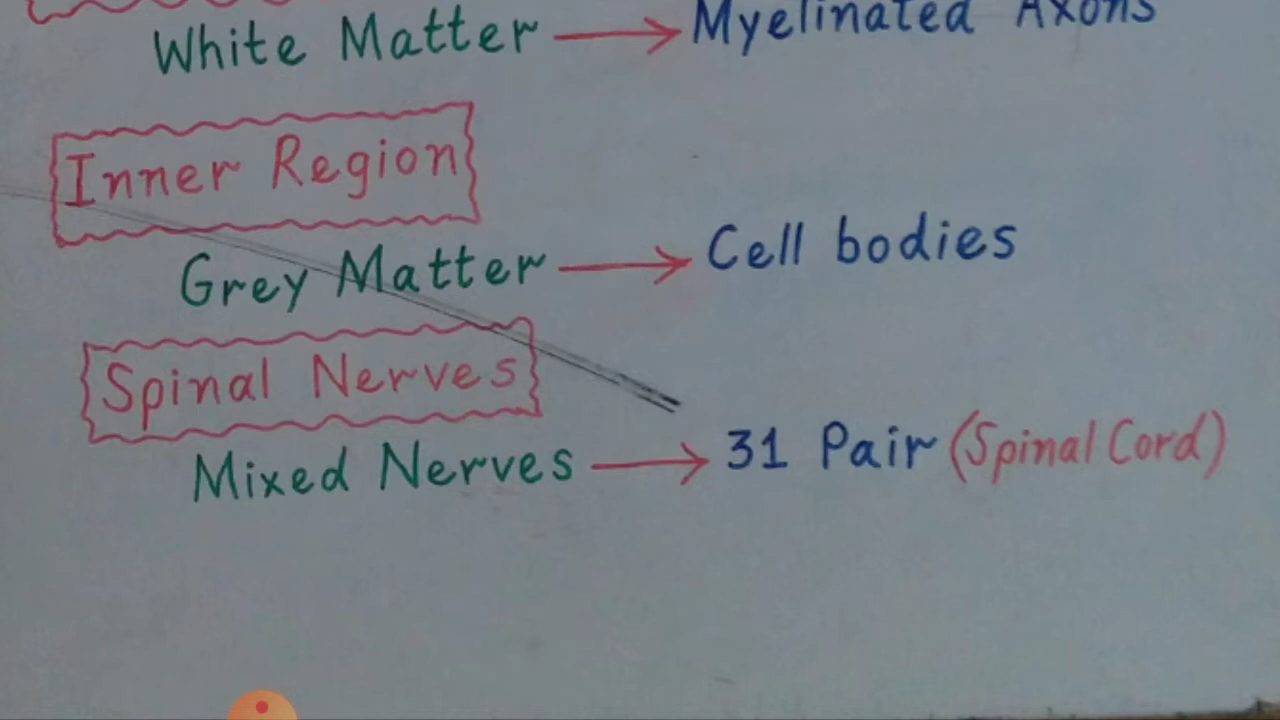 White Matter → Myelinated Axons
Inner Region
Grey Matter → Cell bodies
Spinal Nerves
Mixed Nerves → 31 Pair (Spinal Cord)